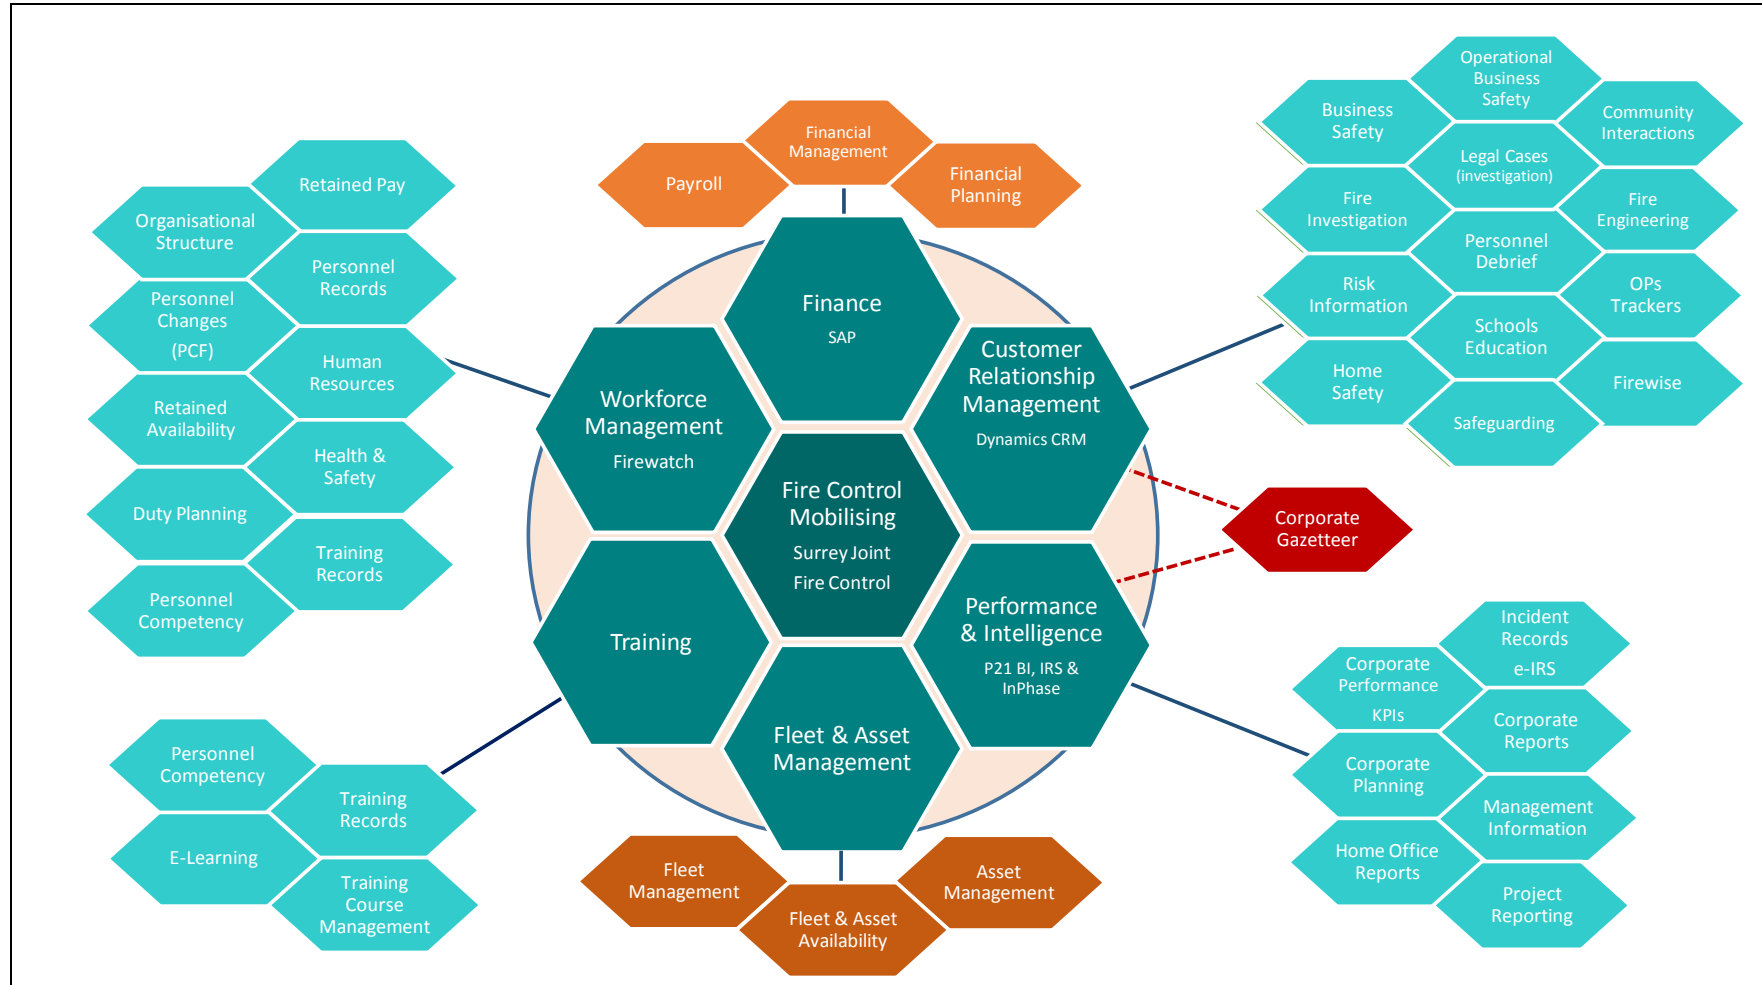 Retained Pay
Organisational
Structure
Personnel
Records
Personnel
Changes
(PCF)
Human
Resources
Retained
Availability
Health &
Safety
Duty Planning
Training
Records
Personnel
Competency
Payroll
Financial
Management
Financial
Planning
Operational
Business
Safety
Business
Safety
Community
Interactions
Legal Cases
(investigation)
Fire
Investigation
Fire
Engineering
Personnel
Debrief
Risk
Information
OPs
Trackers
Schools
Education
Home
Safety
Firewise
Safeguarding
Finance
SAP
Workforce
Management
Firewatch
Customer
Relationship
Management
Dynamics CRM
Fire Control
Mobilising
Surrey Joint
Fire Control
Training
Performance
& Intelligence
P21 BI, IRS &
InPhase
Fleet & Asset
Management
Corporate
Gazetteer
Personnel
Competency
Training
Records
E-Learning
Training
Course
Management
Fleet
Management
Fleet & Asset
Availability
Asset
Management
Incident
Records
e-IRS
Corporate
Performance
KPIs
Corporate
Reports
Corporate
Planning
Management
Information
Home Office
Reports
Project
Reporting